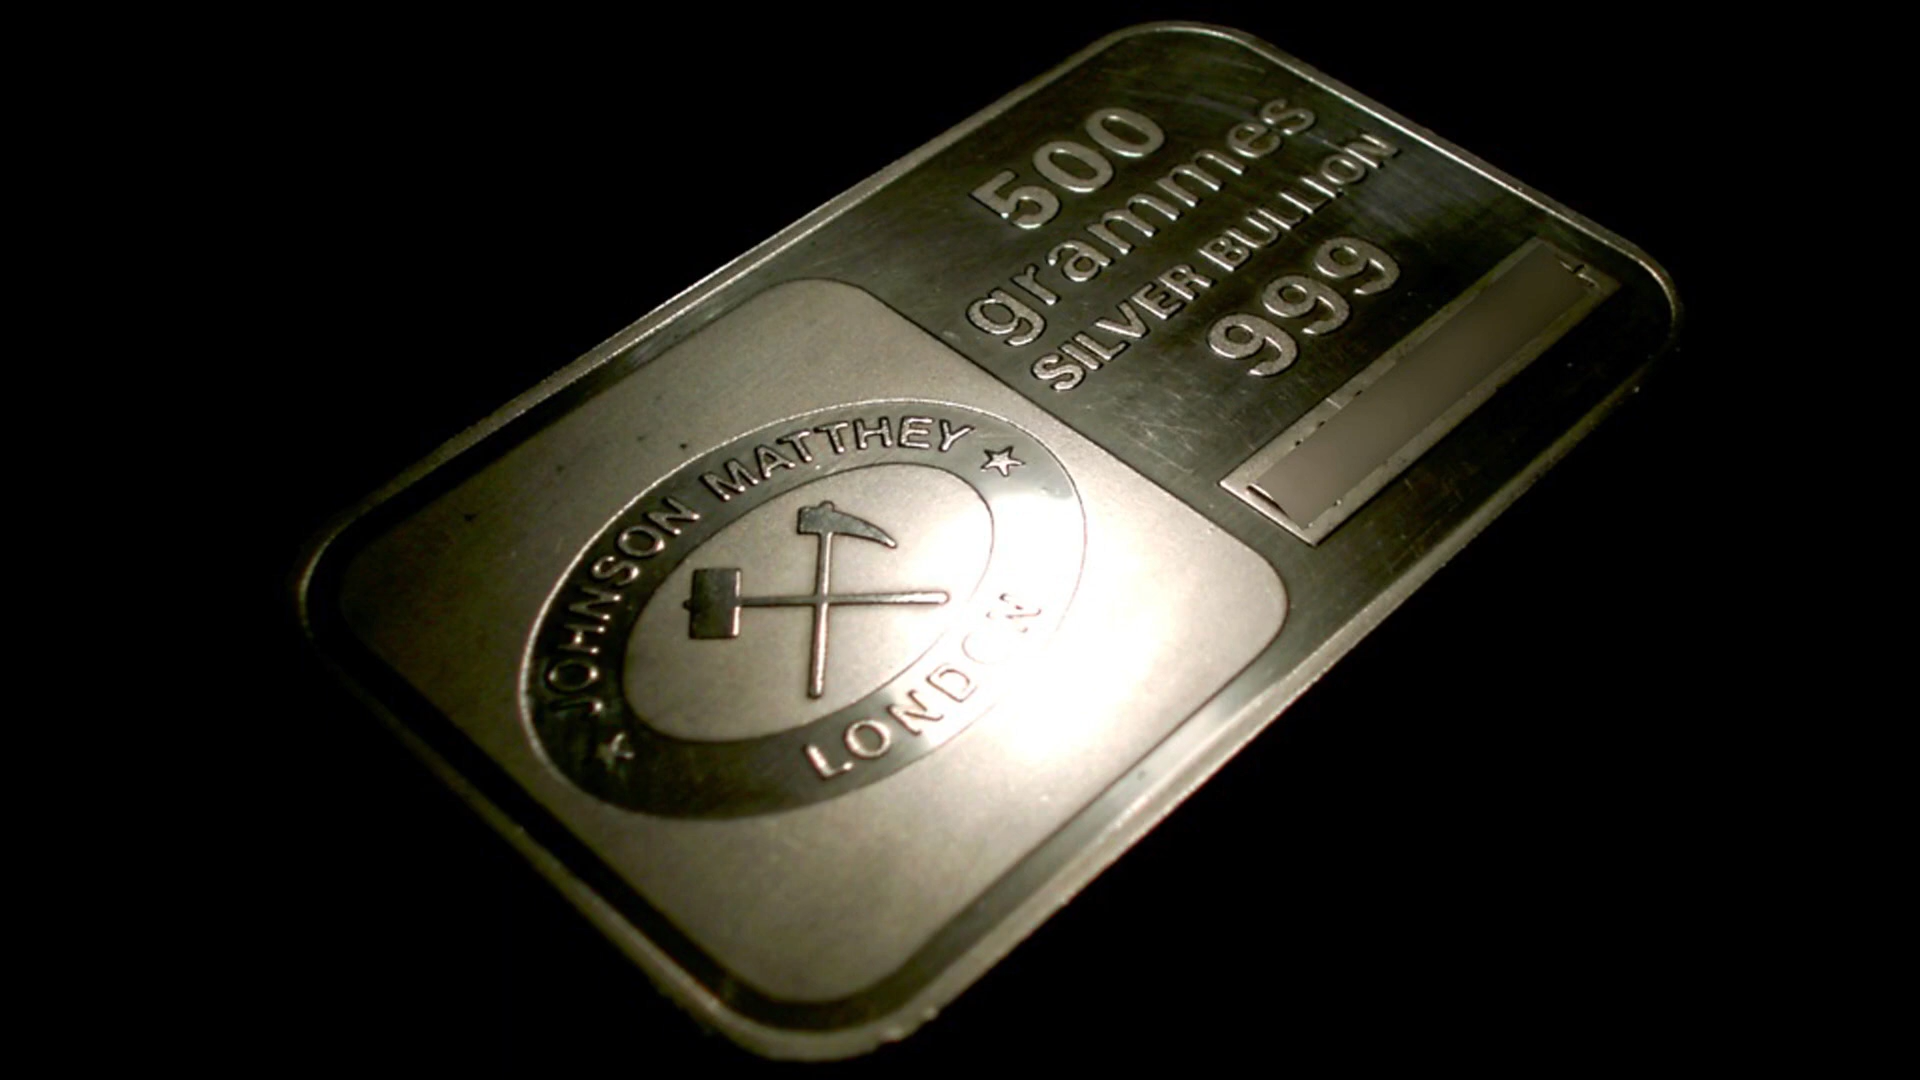 500
grammes
SILVER BULLION
999
JOHNSON MATTHEY
LONDON